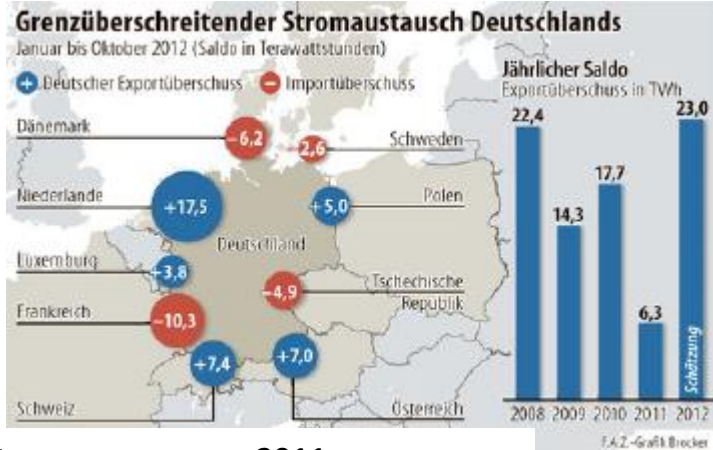 Grenzüberschreitender Stromaustausch Deutschlands
Januar bis Oktober 2012 (Saldo in Terawattstunden)
+ Deutscher Exportüberschuss − Importüberschuss
Dänemark
−6,2
−2,6
Schweden
Niederlande
+17,5
+5,0
Polen
Deutschland
Luxemburg
+3,8
−4,9
Tschechische
Republik
Frankreich
−10,3
+7,4
+7,0
Schweiz
Österreich
Jährlicher Saldo
Exportüberschuss in TWh
22,4
14,3
17,7
6,3
23,0
Schätzung
2008 2009 2010 2011 2012
F.A.Z.-Grafik Brocker
2011